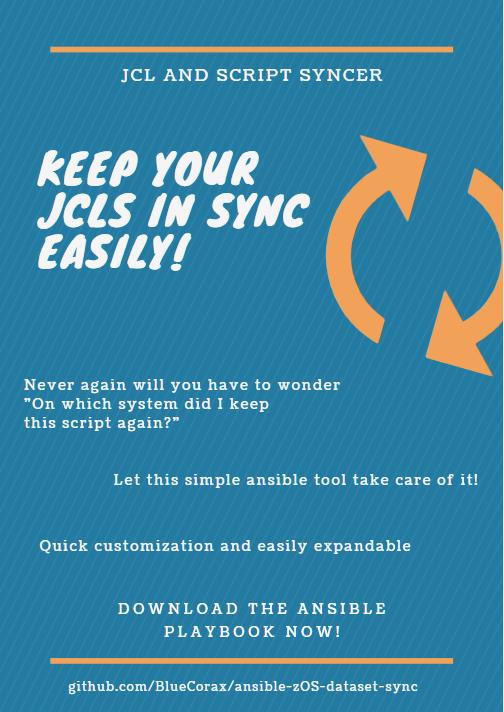 JCL AND SCRIPT SYNCER
KEEP YOUR
JCLS IN SYNC
EASILY!
Never again will you have to wonder
"On which system did I keep
this script again?"
Let this simple ansible tool take care of it!
Quick customization and easily expandable
DOWNLOAD THE ANSIBLE
PLAYBOOK NOW!
github.com/BlueCorax/ansible-zOS-dataset-sync